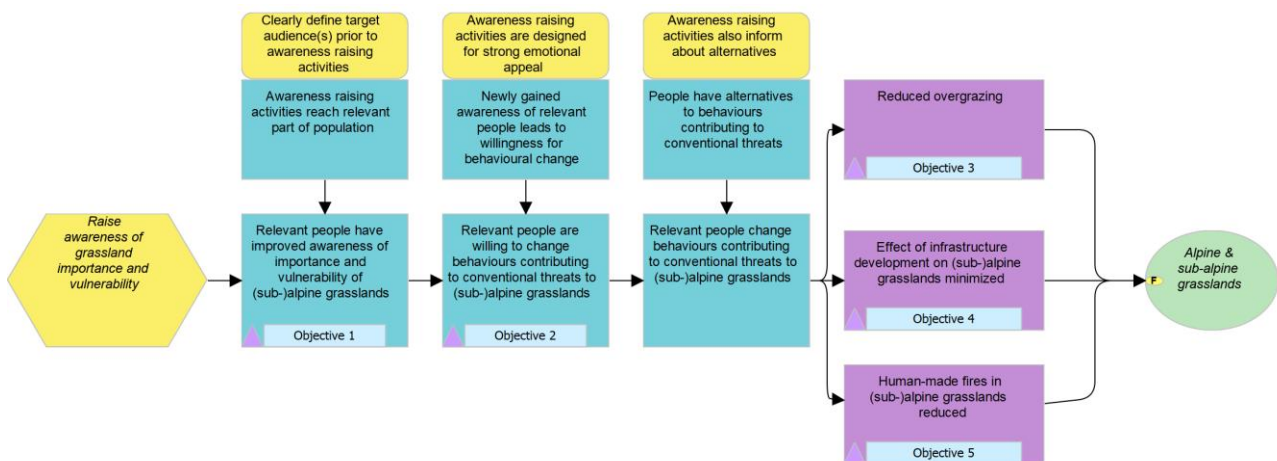 Clearly define target
audience(s) prior to
awareness raising
activities
Awareness raising
activities are designed
for strong emotional
appeal
Awareness raising
activities also inform
about alternatives
Awareness raising
activities reach relevant
part of population
Newly gained
awareness of relevant
people leads to
willingness for
behavioural change
People have alternatives
to behaviours
contributing to
conventional threats
Reduced overgrazing
Objective 3
Raise
awareness of
grassland
importance and
vulnerability
Relevant people have
improved awareness of
importance and
vulnerability of
(sub-)alpine grasslands
Objective 1
Relevant people are
willing to change
behaviours contributing
to conventional threats to
(sub-)alpine grasslands
Objective 2
Relevant people change
behaviours contributing
to conventional threats to
(sub-)alpine grasslands
Effect of infrastructure
development on (sub-)alpine
grasslands minimized
Objective 4
Human-made fires in
(sub-)alpine grasslands
reduced
Objective 5
Alpine &
sub-alpine
grasslands
F